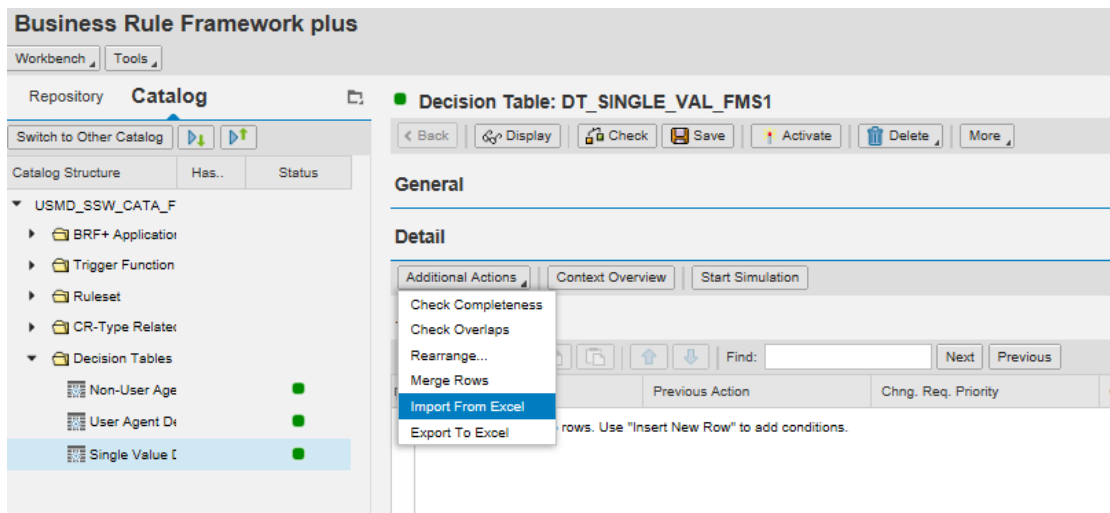 Business Rule Framework plus
Workbench Tools
Repository Catalog
Switch to Other Catalog
Catalog Structure Has.. Status
USMD_SSW_CATA_F
BRF+ Application
Trigger Function
Ruleset
CR-Type Related
Decision Tables
Non-User Age
User Agent De
Single Value D
Decision Table: DT_SINGLE_VAL_FMS1
< Back Display Check Save Activate Delete More
General
Detail
Additional Actions Context Overview Start Simulation
Check Completeness
Check Overlaps
Rearrange...
Merge Rows
Import From Excel
Export To Excel
Find: Next Previous
Previous Action Chng. Req. Priority
rows. Use "Insert New Row" to add conditions.